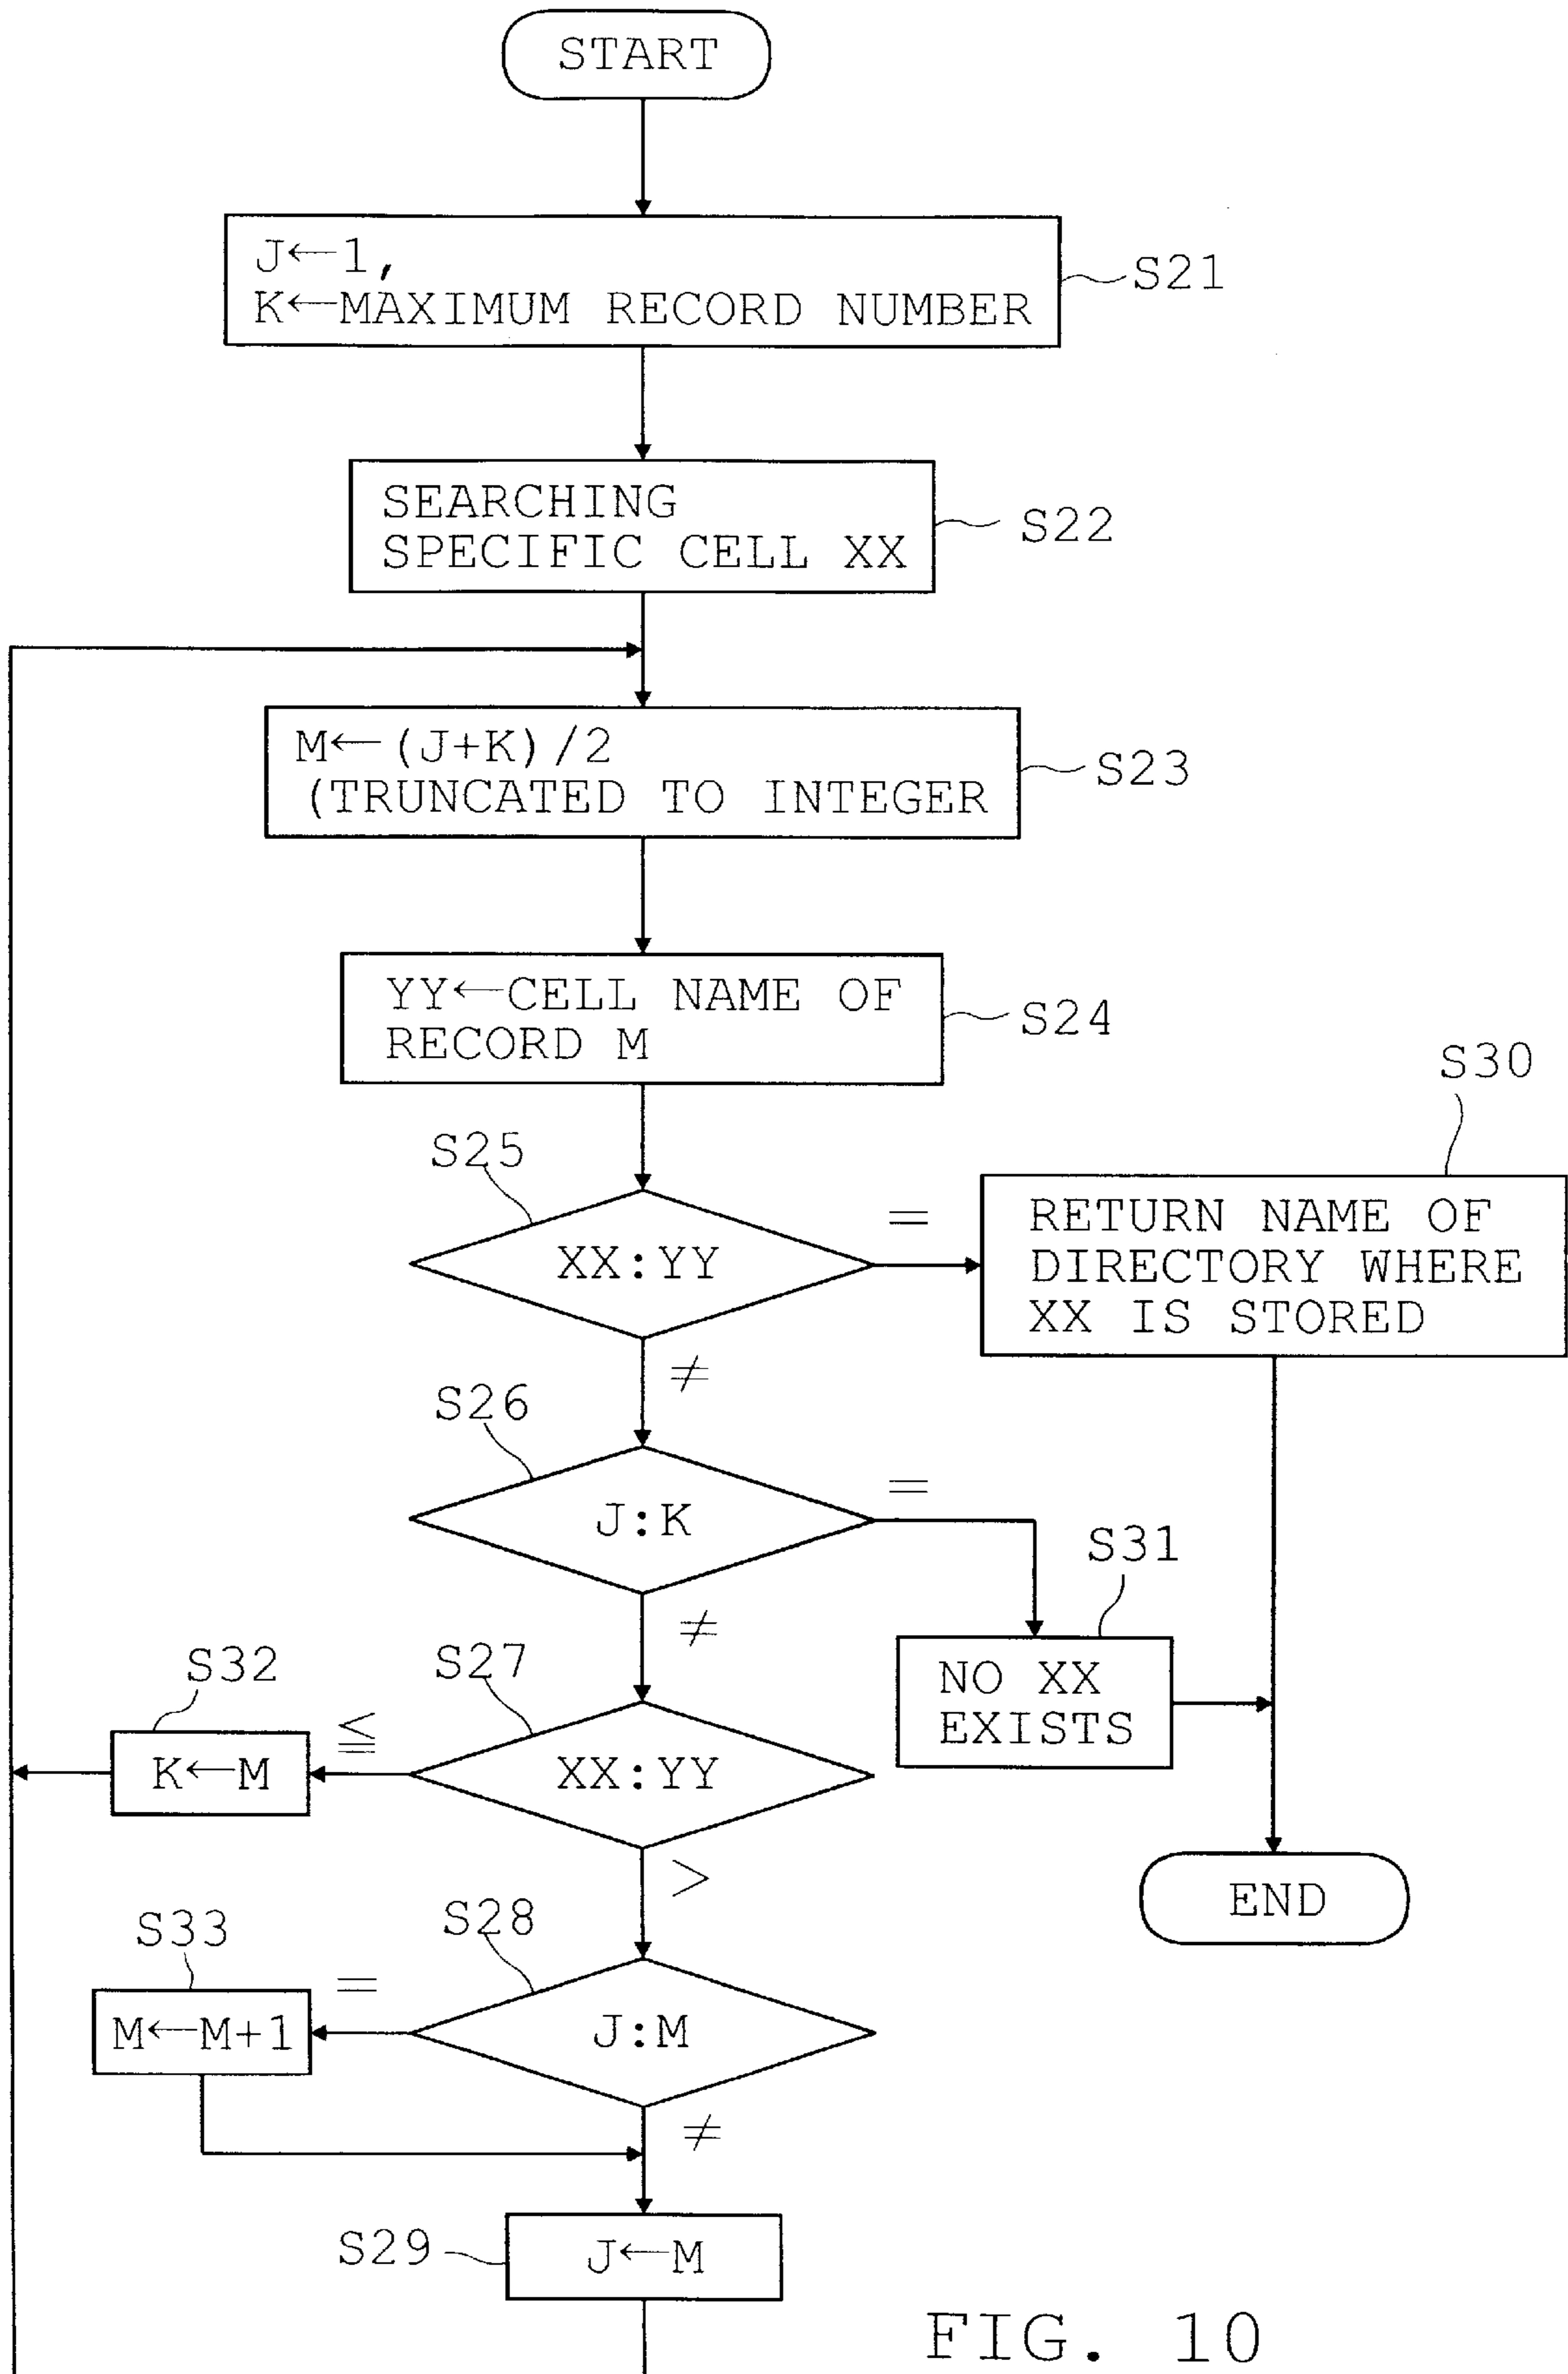 START
J←1,
K←MAXIMUM RECORD NUMBER
S21
SEARCHING
SPECIFIC CELL XX
S22
M←(J+K)/2
(TRUNCATED TO INTEGER
S23
YY←CELL NAME OF
RECORD M
S24
S30
S25
XX:YY
=
RETURN NAME OF
DIRECTORY WHERE
XX IS STORED
≠
S26
J:K
=
S31
≠
NO XX
EXISTS
S32
S27
≦
K←M
XX:YY
>
END
S33
S28
=
M←M+1
J:M
≠
S29
J←M
FIG. 10